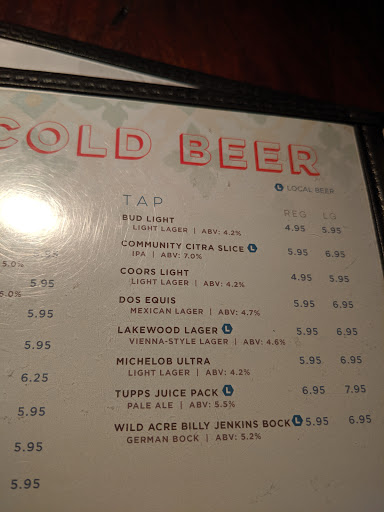 COLD BEER
L LOCAL BEER
TAP
REG LG
BUD LIGHT 4.95 5.95
LIGHT LAGER | ABV: 4.2%
COMMUNITY CITRA SLICE L 5.95 6.95
IPA | ABV: 7.0%
COORS LIGHT 4.95 5.95
LIGHT LAGER | ABV: 4.2%
DOS EQUIS 5.95 6.95
MEXICAN LAGER | ABV: 4.7%
LAKEWOOD LAGER L 5.95 6.95
VIENNA-STYLE LAGER | ABV: 4.6%
MICHELOB ULTRA 5.95 6.95
LIGHT LAGER | ABV: 4.2%
TUPPS JUICE PACK L 6.95 7.95
PALE ALE | ABV: 5.5%
WILD ACRE BILLY JENKINS BOCK L 5.95 6.95
GERMAN BOCK | ABV: 5.2%
5.0%
5.95
5.0%
5.95
5.95
6.25
5.95
5.95
5.95